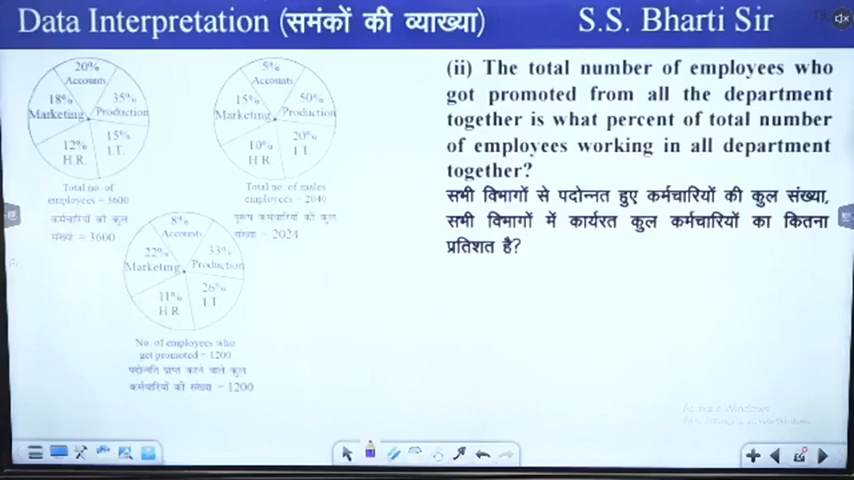 Data Interpretation (समंकों की व्याख्या) S.S. Bharti Sir
20%
Accounts
18%
Marketing
35%
Production
15%
I.T.
12%
H.R.
Total no. of
employees = 3600
कर्मचारियों की कुल
संख्या = 3600
5%
Accounts
15%
Marketing
50%
Production
20%
I.T.
10%
H.R.
Total no. of males
employees = 2040
पुरुष कर्मचारियों की कुल
संख्या = 2024
8%
Accounts
22%
Marketing
33%
Production
26%
I.T.
11%
H.R
No. of employees who
get promoted = 1200
पदोन्नति प्राप्त करने वाले कुल
कर्मचारियों की संख्या = 1200
(ii) The total number of employees who
got promoted from all the department
together is what percent of total number
of employees working in all department
together?
सभी विभागों से पदोन्नत हुए कर्मचारियों की कुल संख्या,
सभी विभागों में कार्यरत कुल कर्मचारियों का कितना
प्रतिशत है?
Activate Windows